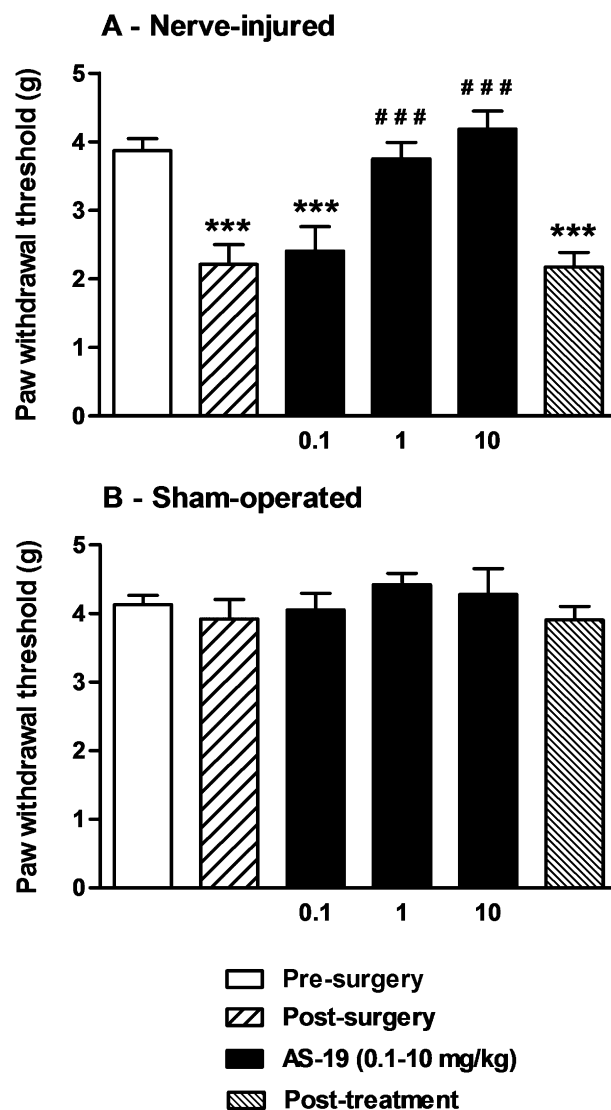 A - Nerve-injured
Paw withdrawal threshold (g)
5
4
3
2
1
0
***
***
###
###
***
0.1 1 10
B - Sham-operated
Paw withdrawal threshold (g)
5
4
3
2
1
0
0.1 1 10
Pre-surgery
Post-surgery
AS-19 (0.1-10 mg/kg)
Post-treatment